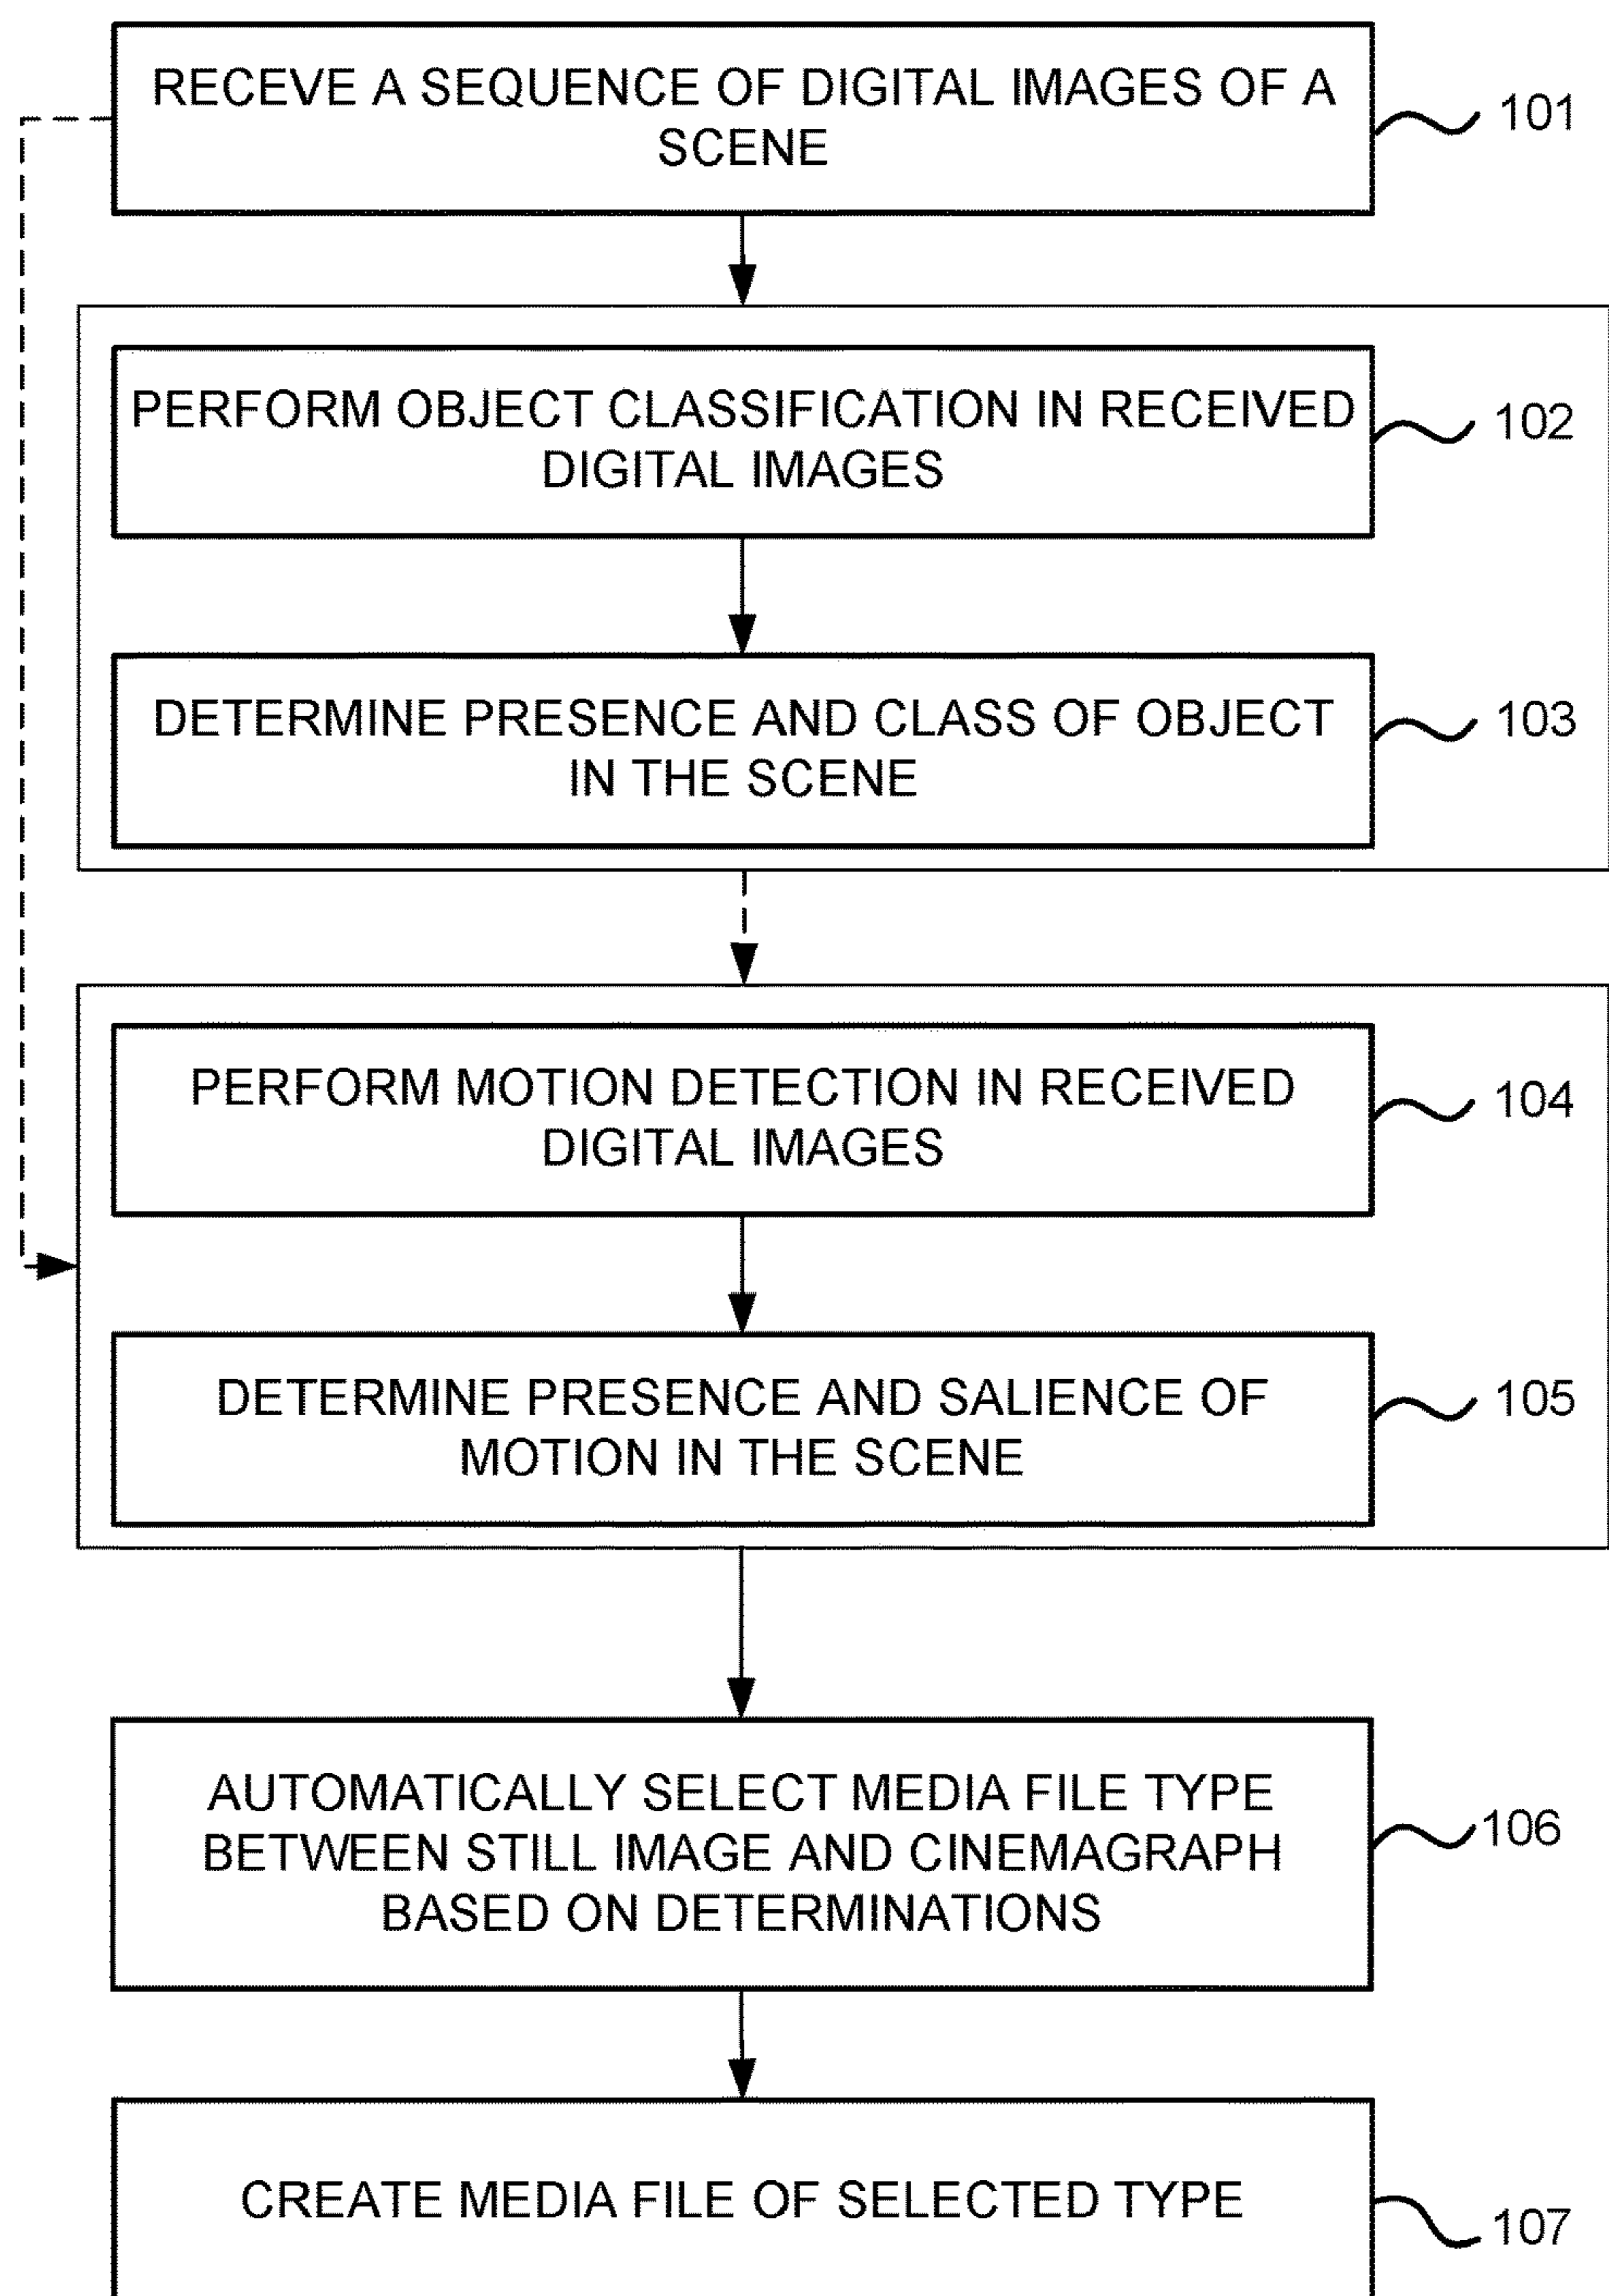 RECEVE A SEQUENCE OF DIGITAL IMAGES OF A
SCENE
101
PERFORM OBJECT CLASSIFICATION IN RECEIVED
DIGITAL IMAGES
102
DETERMINE PRESENCE AND CLASS OF OBJECT
IN THE SCENE
103
PERFORM MOTION DETECTION IN RECEIVED
DIGITAL IMAGES
104
DETERMINE PRESENCE AND SALIENCE OF
MOTION IN THE SCENE
105
AUTOMATICALLY SELECT MEDIA FILE TYPE
BETWEEN STILL IMAGE AND CINEMAGRAPH
BASED ON DETERMINATIONS
106
CREATE MEDIA FILE OF SELECTED TYPE
107